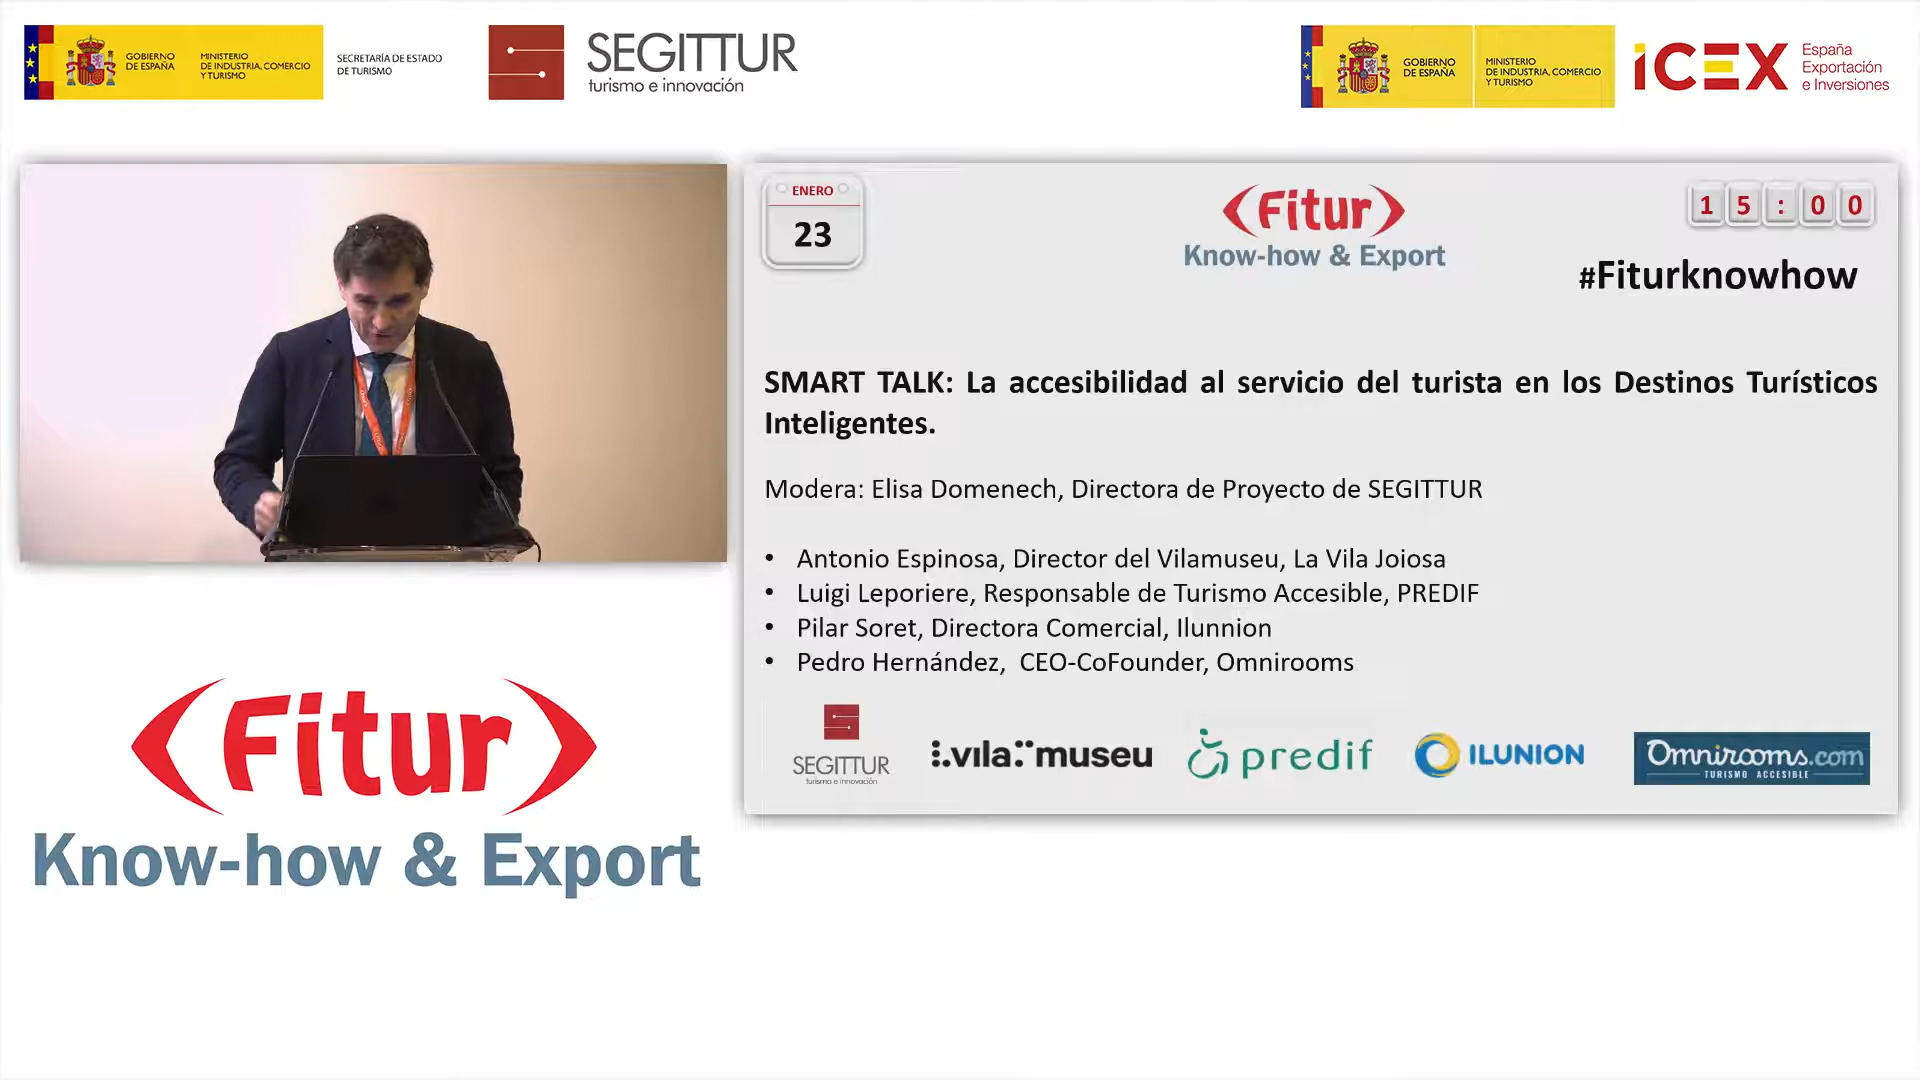 GOBIERNO
DE ESPAÑA
MINISTERIO
DE INDUSTRIA, COMERCIO
Y TURISMO
SECRETARÍA DE ESTADO
DE TURISMO
SEGITTUR
turismo e innovación
GOBIERNO
DE ESPAÑA
MINISTERIO
DE INDUSTRIA, COMERCIO
Y TURISMO
iCEX
España
Exportación
e Inversiones
ENERO
23
Fitur
Know-how & Export
15:00
#Fiturknowhow
SMART TALK: La accesibilidad al servicio del turista en los Destinos Turísticos
Inteligentes.
Modera: Elisa Domenech, Directora de Proyecto de SEGITTUR
• Antonio Espinosa, Director del Vilamuseu, La Vila Joiosa
• Luigi Leporiere, Responsable de Turismo Accesible, PREDIF
• Pilar Soret, Directora Comercial, Ilunnion
• Pedro Hernández, CEO-CoFounder, Omnirooms
SEGITTUR
turismo e innovación
vila museu
predif
ILUNION
Omnirooms.com
TURISMO ACCESIBLE
Fitur
Know-how & Export